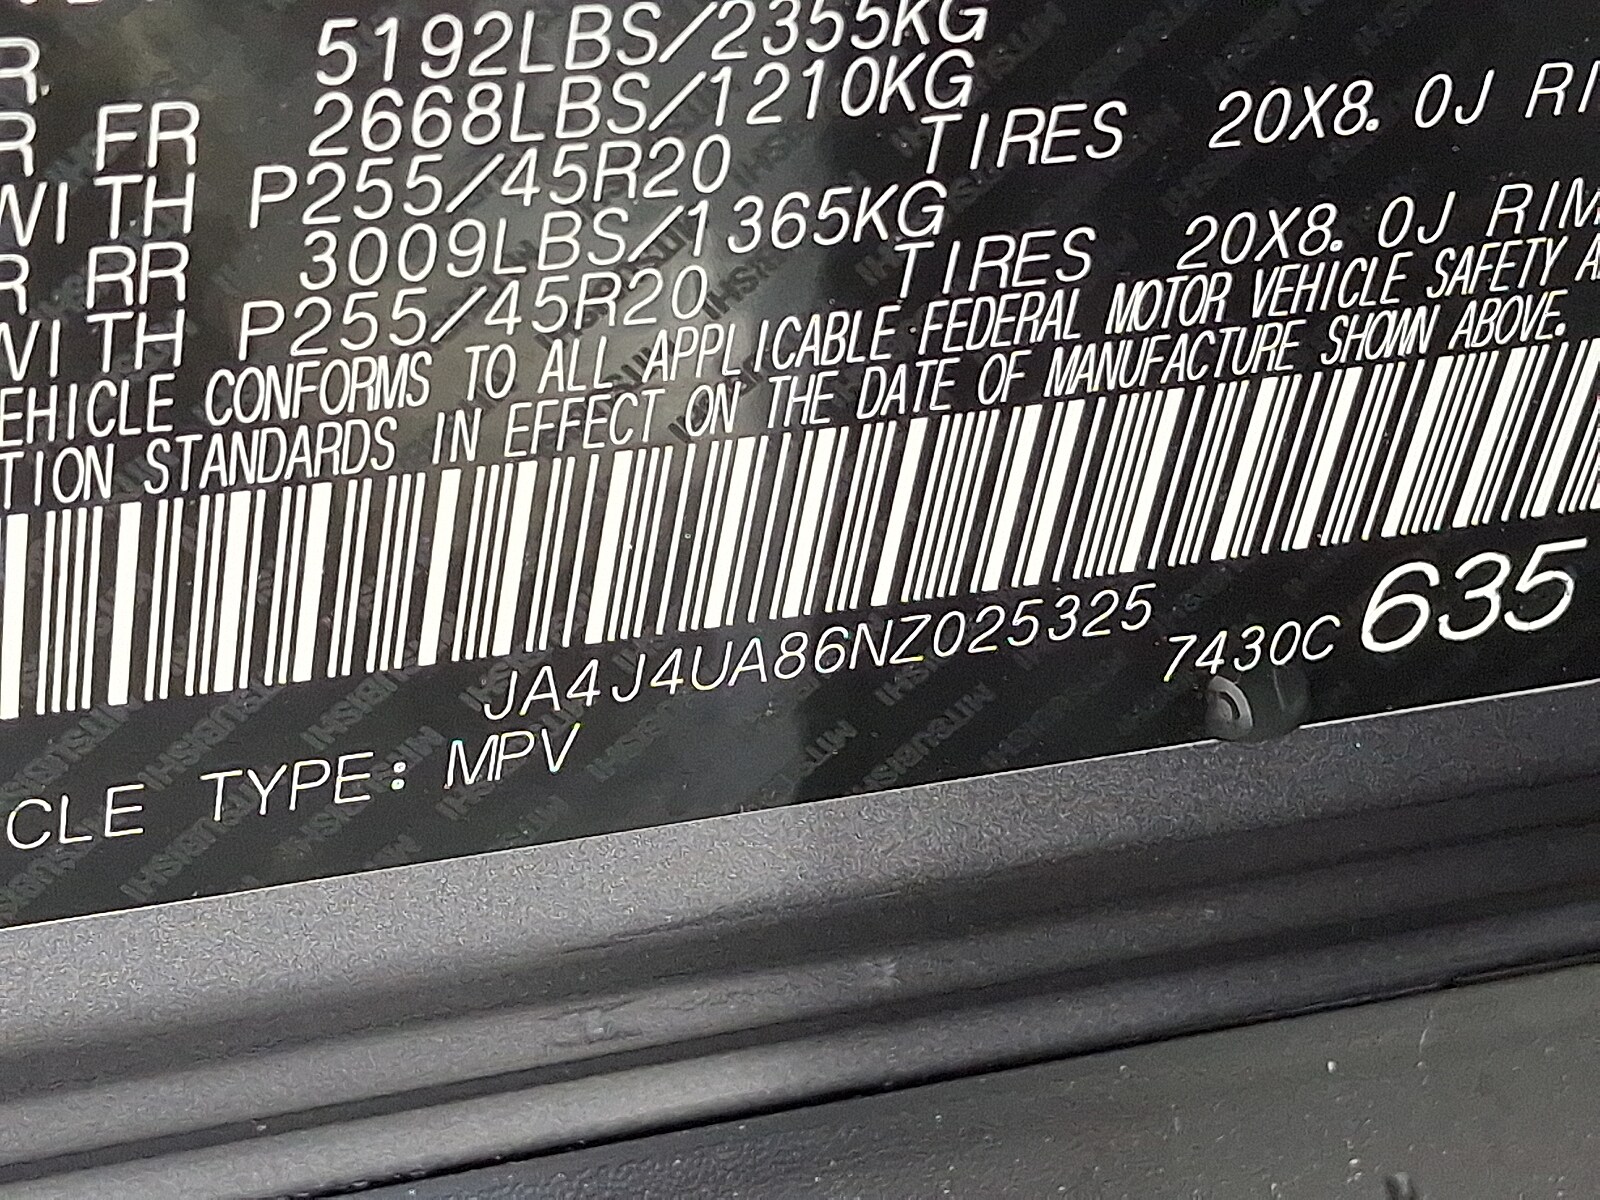 R 5192LBS/2355KG
R FR 2668LBS/1210KG
WITH P255/45R20 TIRES 20X8.0J RI
R RR 3009LBS/1365KG
WITH P255/45R20 TIRES 20X8.0J RIM
EHICLE CONFORMS TO ALL APPLICABLE FEDERAL MOTOR VEHICLE SAFETY A
TION STANDARDS IN EFFECT ON THE DATE OF MANUFACTURE SHOWN ABOVE.
JA4J4UA86NZ025325 7430C 635
CLE TYPE: MPV